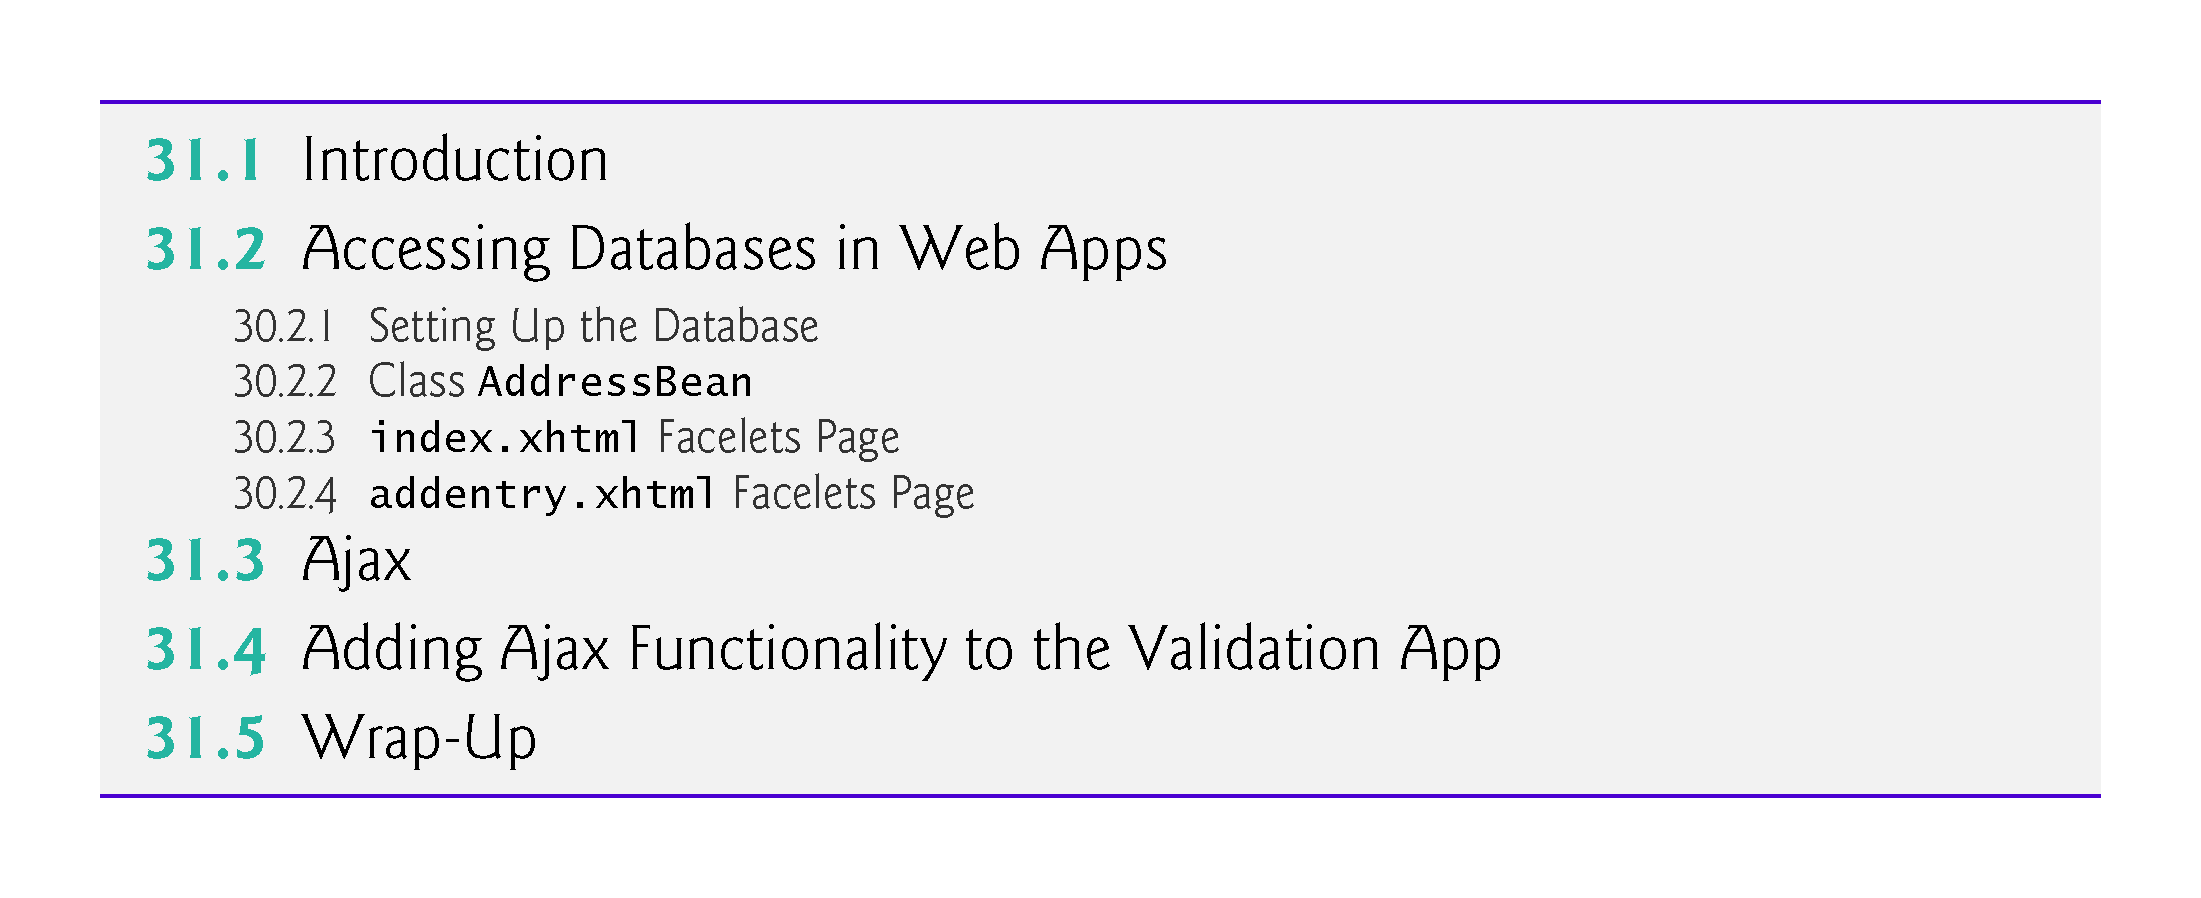 31.1 Introduction
31.2 Accessing Databases in Web Apps
30.2.1 Setting Up the Database
30.2.2 Class AddressBean
30.2.3 index.xhtml Facelets Page
30.2.4 addentry.xhtml Facelets Page
31.3 Ajax
31.4 Adding Ajax Functionality to the Validation App
31.5 Wrap-Up